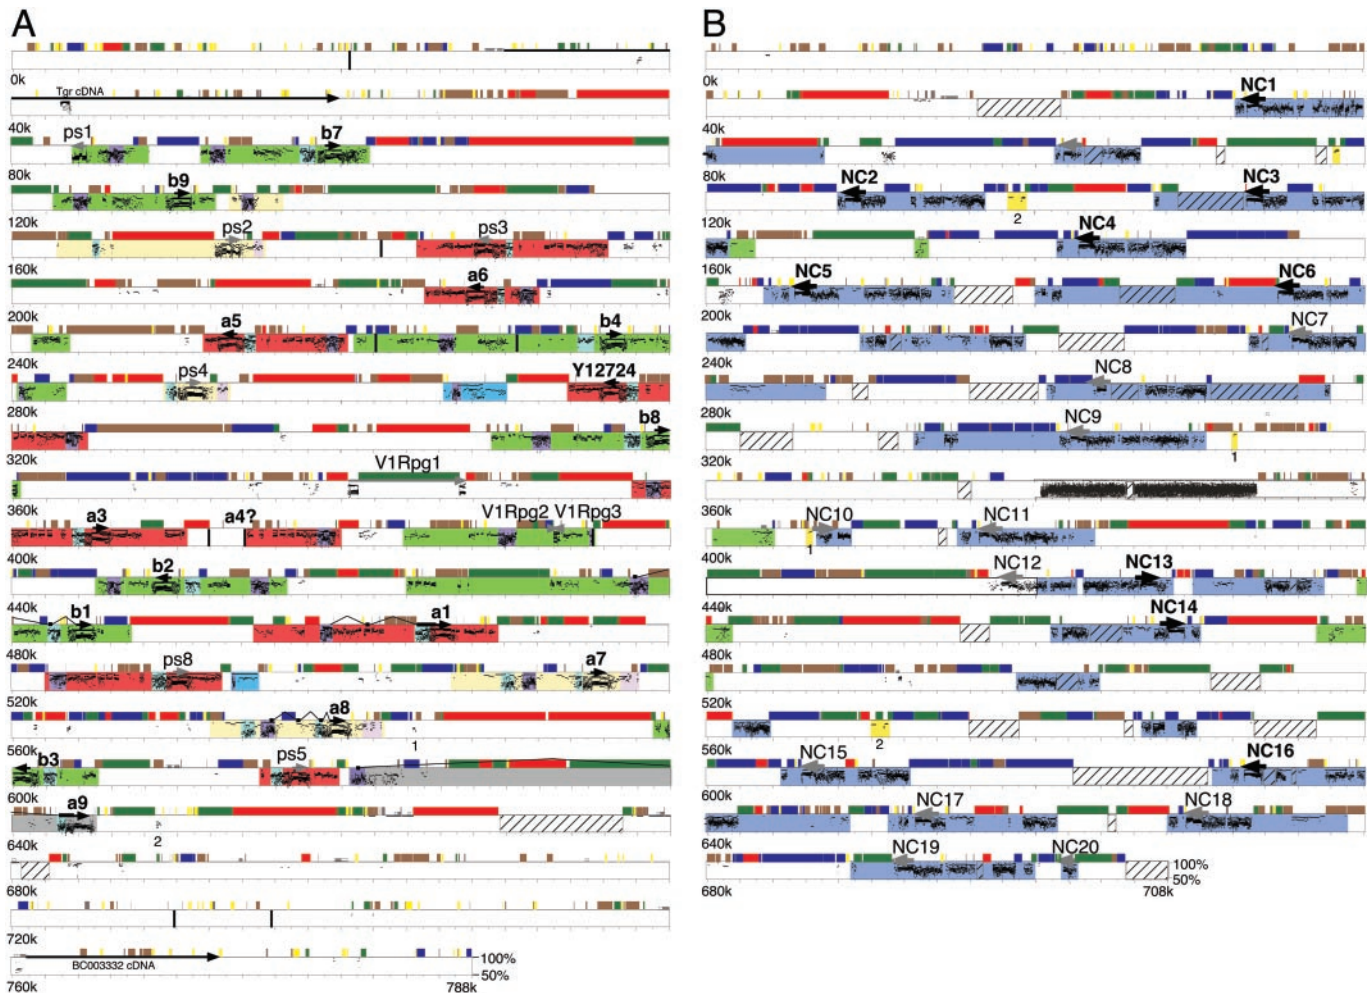 A
0k
Tgr cDNA
40k
ps1 b7
80k
b9
120k
ps2 ps3
160k
a6
200k
a5 b4
240k
ps4 Y12724
280k
b8
320k
V1Rpg1
360k
a3 a4? V1Rpg2 V1Rpg3
400k
b2
440k
b1 a1
480k
ps8 a7
520k
a8
1
560k
b3 ps5
600k
a9
2
640k
680k
720k
BC003332 cDNA
100%
50%
760k 788k
B
0k
NC1
40k
80k
NC2 NC3
2
120k
NC4
160k
NC5 NC6
200k
NC7
240k
NC8
280k
NC9
1
320k
360k
NC10 NC11
1
400k
NC12 NC13
440k
NC14
480k
520k
2
560k
NC15 NC16
600k
NC17 NC18
640k
NC19 NC20
100%
50%
680k 708k